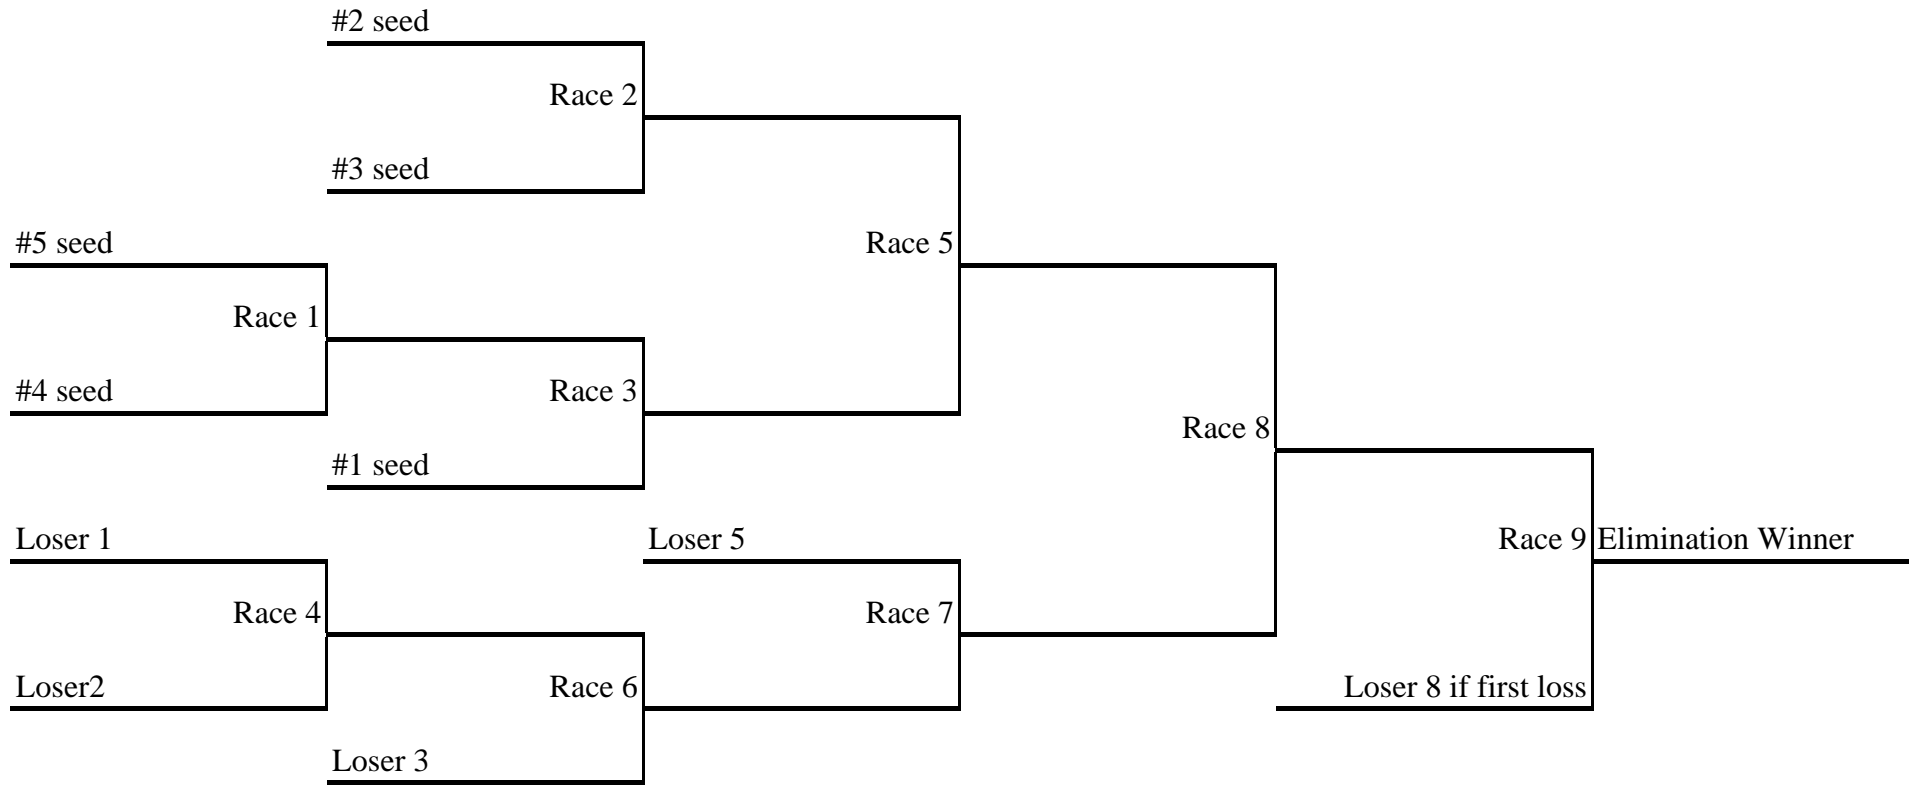 #2 seed
Race 2
#3 seed
#5 seed
Race 5
Race 1
#4 seed
Race 3
Race 8
#1 seed
Loser 1
Loser 5
Race 9 Elimination Winner
Race 4
Race 7
Loser2
Race 6
Loser 8 if first loss
Loser 3